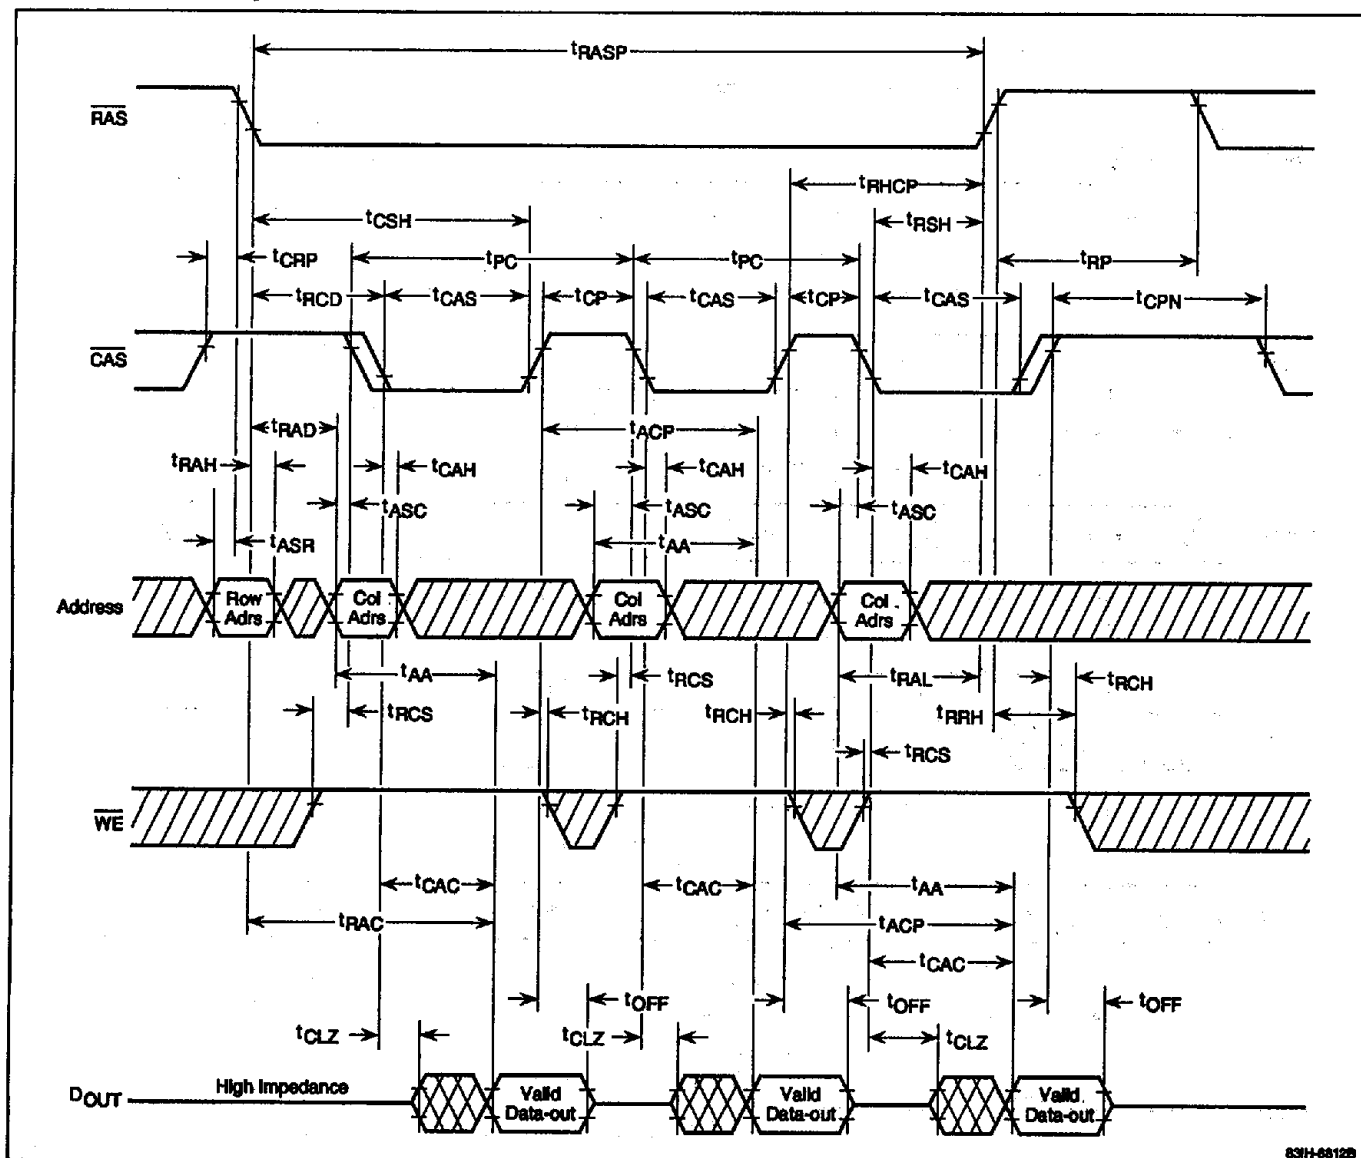 tRASP
RAS
tRHCP
tCSH
tRSH
tCRP
tPC
tPC
tRP
tRCD
tCAS
tCP
tCAS
tCP
tCAS
tCPN
CAS
tRAD
tACP
tRAH
tCAH
tCAH
tCAH
tASC
tASC
tASC
tASR
tAA
Address
Row Adrs
Col Adrs
Col Adrs
Col Adrs
tAA
tRCS
tRAL
tRCH
tRCS
tRCH
tRCH
tRRH
tRCS
WE
tCAC
tCAC
tAA
tRAC
tACP
tCAC
tOFF
tOFF
tOFF
tCLZ
tCLZ
tCLZ
DOUT
High Impedance
Valid Data-out
Valid Data-out
Valid Data-out
83IH-6812B